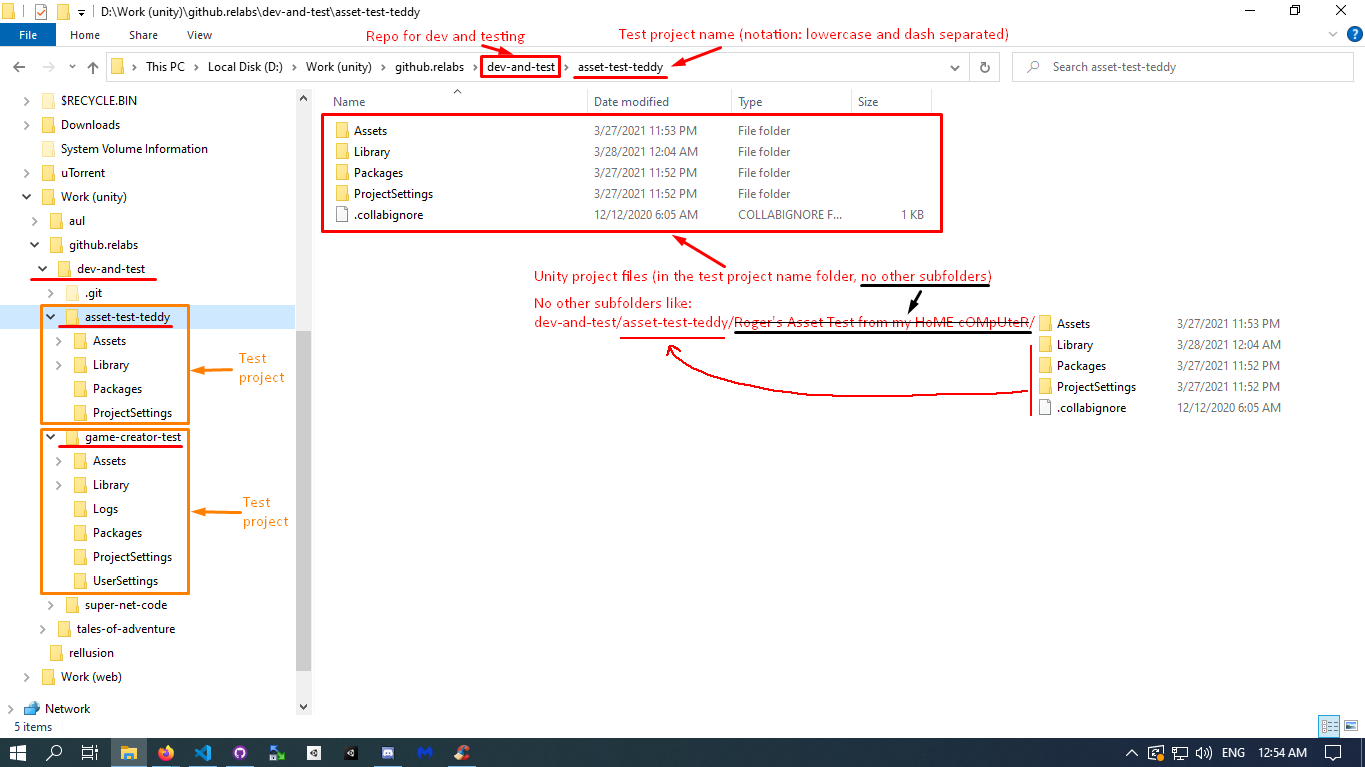 D:\Work (unity)\github.relabs\dev-and-test\asset-test-teddy
File Home Share View
Repo for dev and testing
Test project name (notation: lowercase and dash separated)
This PC Local Disk (D:) Work (unity) github.relabs dev-and-test asset-test-teddy
Search asset-test-teddy
$RECYCLE.BIN
Downloads
System Volume Information
uTorrent
Work (unity)
aul
github.relabs
dev-and-test
.git
asset-test-teddy
Assets
Library
Packages
ProjectSettings
Test
project
game-creator-test
Assets
Library
Logs
Packages
ProjectSettings
UserSettings
Test
project
super-net-code
tales-of-adventure
rellusion
Work (web)
Network
5 items
Name Date modified Type Size
Assets 3/27/2021 11:53 PM File folder
Library 3/28/2021 12:04 AM File folder
Packages 3/27/2021 11:52 PM File folder
ProjectSettings 3/27/2021 11:52 PM File folder
.collabignore 12/12/2020 6:05 AM COLLABIGNORE F... 1 KB
Unity project files (in the test project name folder, no other subfolders)
No other subfolders like:
dev-and-test/asset-test-teddy/Roger's Asset Test from my HoME cOMpUteR/
Assets 3/27/2021 11:53 PM
Library 3/28/2021 12:04 AM
Packages 3/27/2021 11:52 PM
ProjectSettings 3/27/2021 11:52 PM
.collabignore 12/12/2020 6:05 AM
ENG 12:54 AM